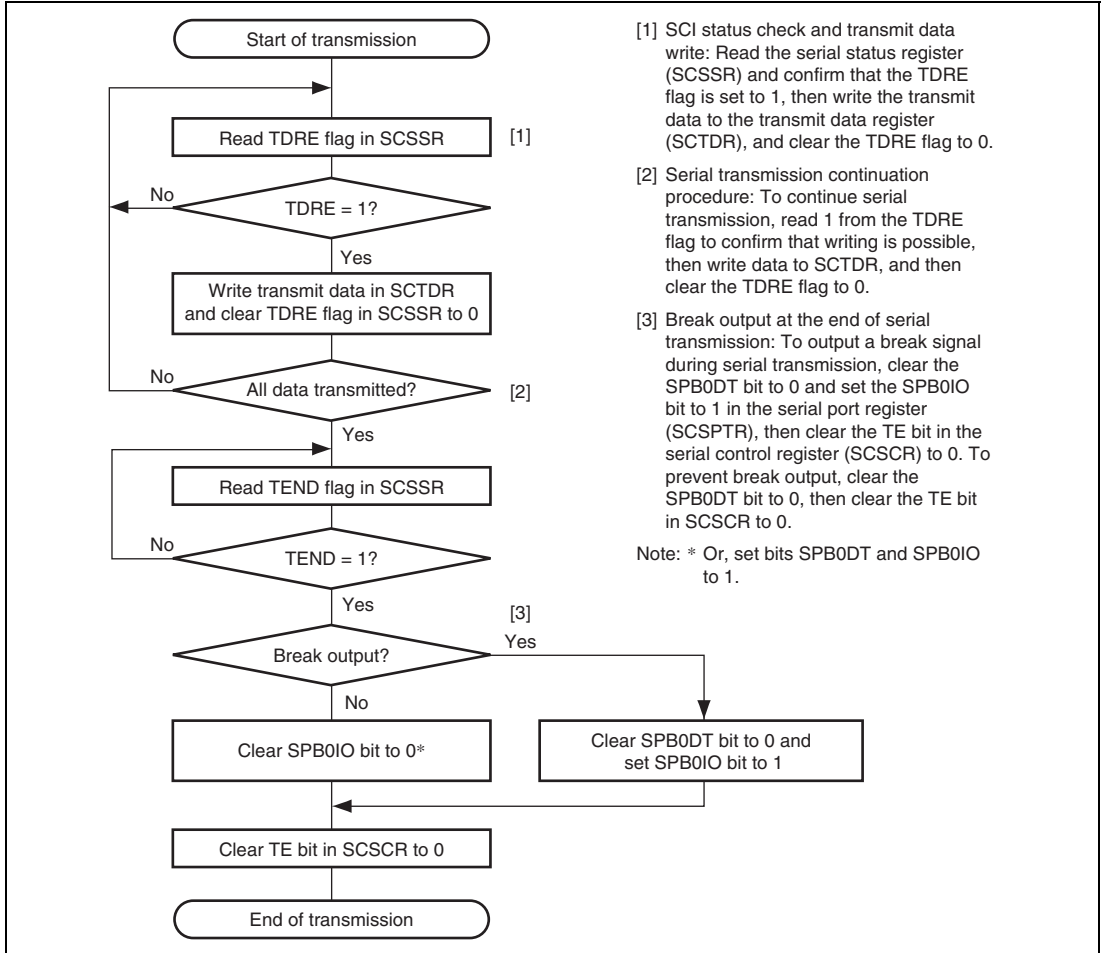 Start of transmission
Read TDRE flag in SCSSR
[1]
No
TDRE = 1?
Yes
Write transmit data in SCTDR
and clear TDRE flag in SCSSR to 0
No
All data transmitted?
[2]
Yes
Read TEND flag in SCSSR
No
TEND = 1?
Yes
[3]
Break output?
Yes
No
Clear SPB0IO bit to 0*
Clear SPB0DT bit to 0 and
set SPB0IO bit to 1
Clear TE bit in SCSCR to 0
End of transmission
[1] SCI status check and transmit data
write: Read the serial status register
(SCSSR) and confirm that the TDRE
flag is set to 1, then write the transmit
data to the transmit data register
(SCTDR), and clear the TDRE flag to 0.
[2] Serial transmission continuation
procedure: To continue serial
transmission, read 1 from the TDRE
flag to confirm that writing is possible,
then write data to SCTDR, and then
clear the TDRE flag to 0.
[3] Break output at the end of serial
transmission: To output a break signal
during serial transmission, clear the
SPB0DT bit to 0 and set the SPB0IO
bit to 1 in the serial port register
(SCSPTR), then clear the TE bit in the
serial control register (SCSCR) to 0. To
prevent break output, clear the
SPB0DT bit to 0, then clear the TE bit
in SCSCR to 0.
Note: * Or, set bits SPB0DT and SPB0IO
to 1.